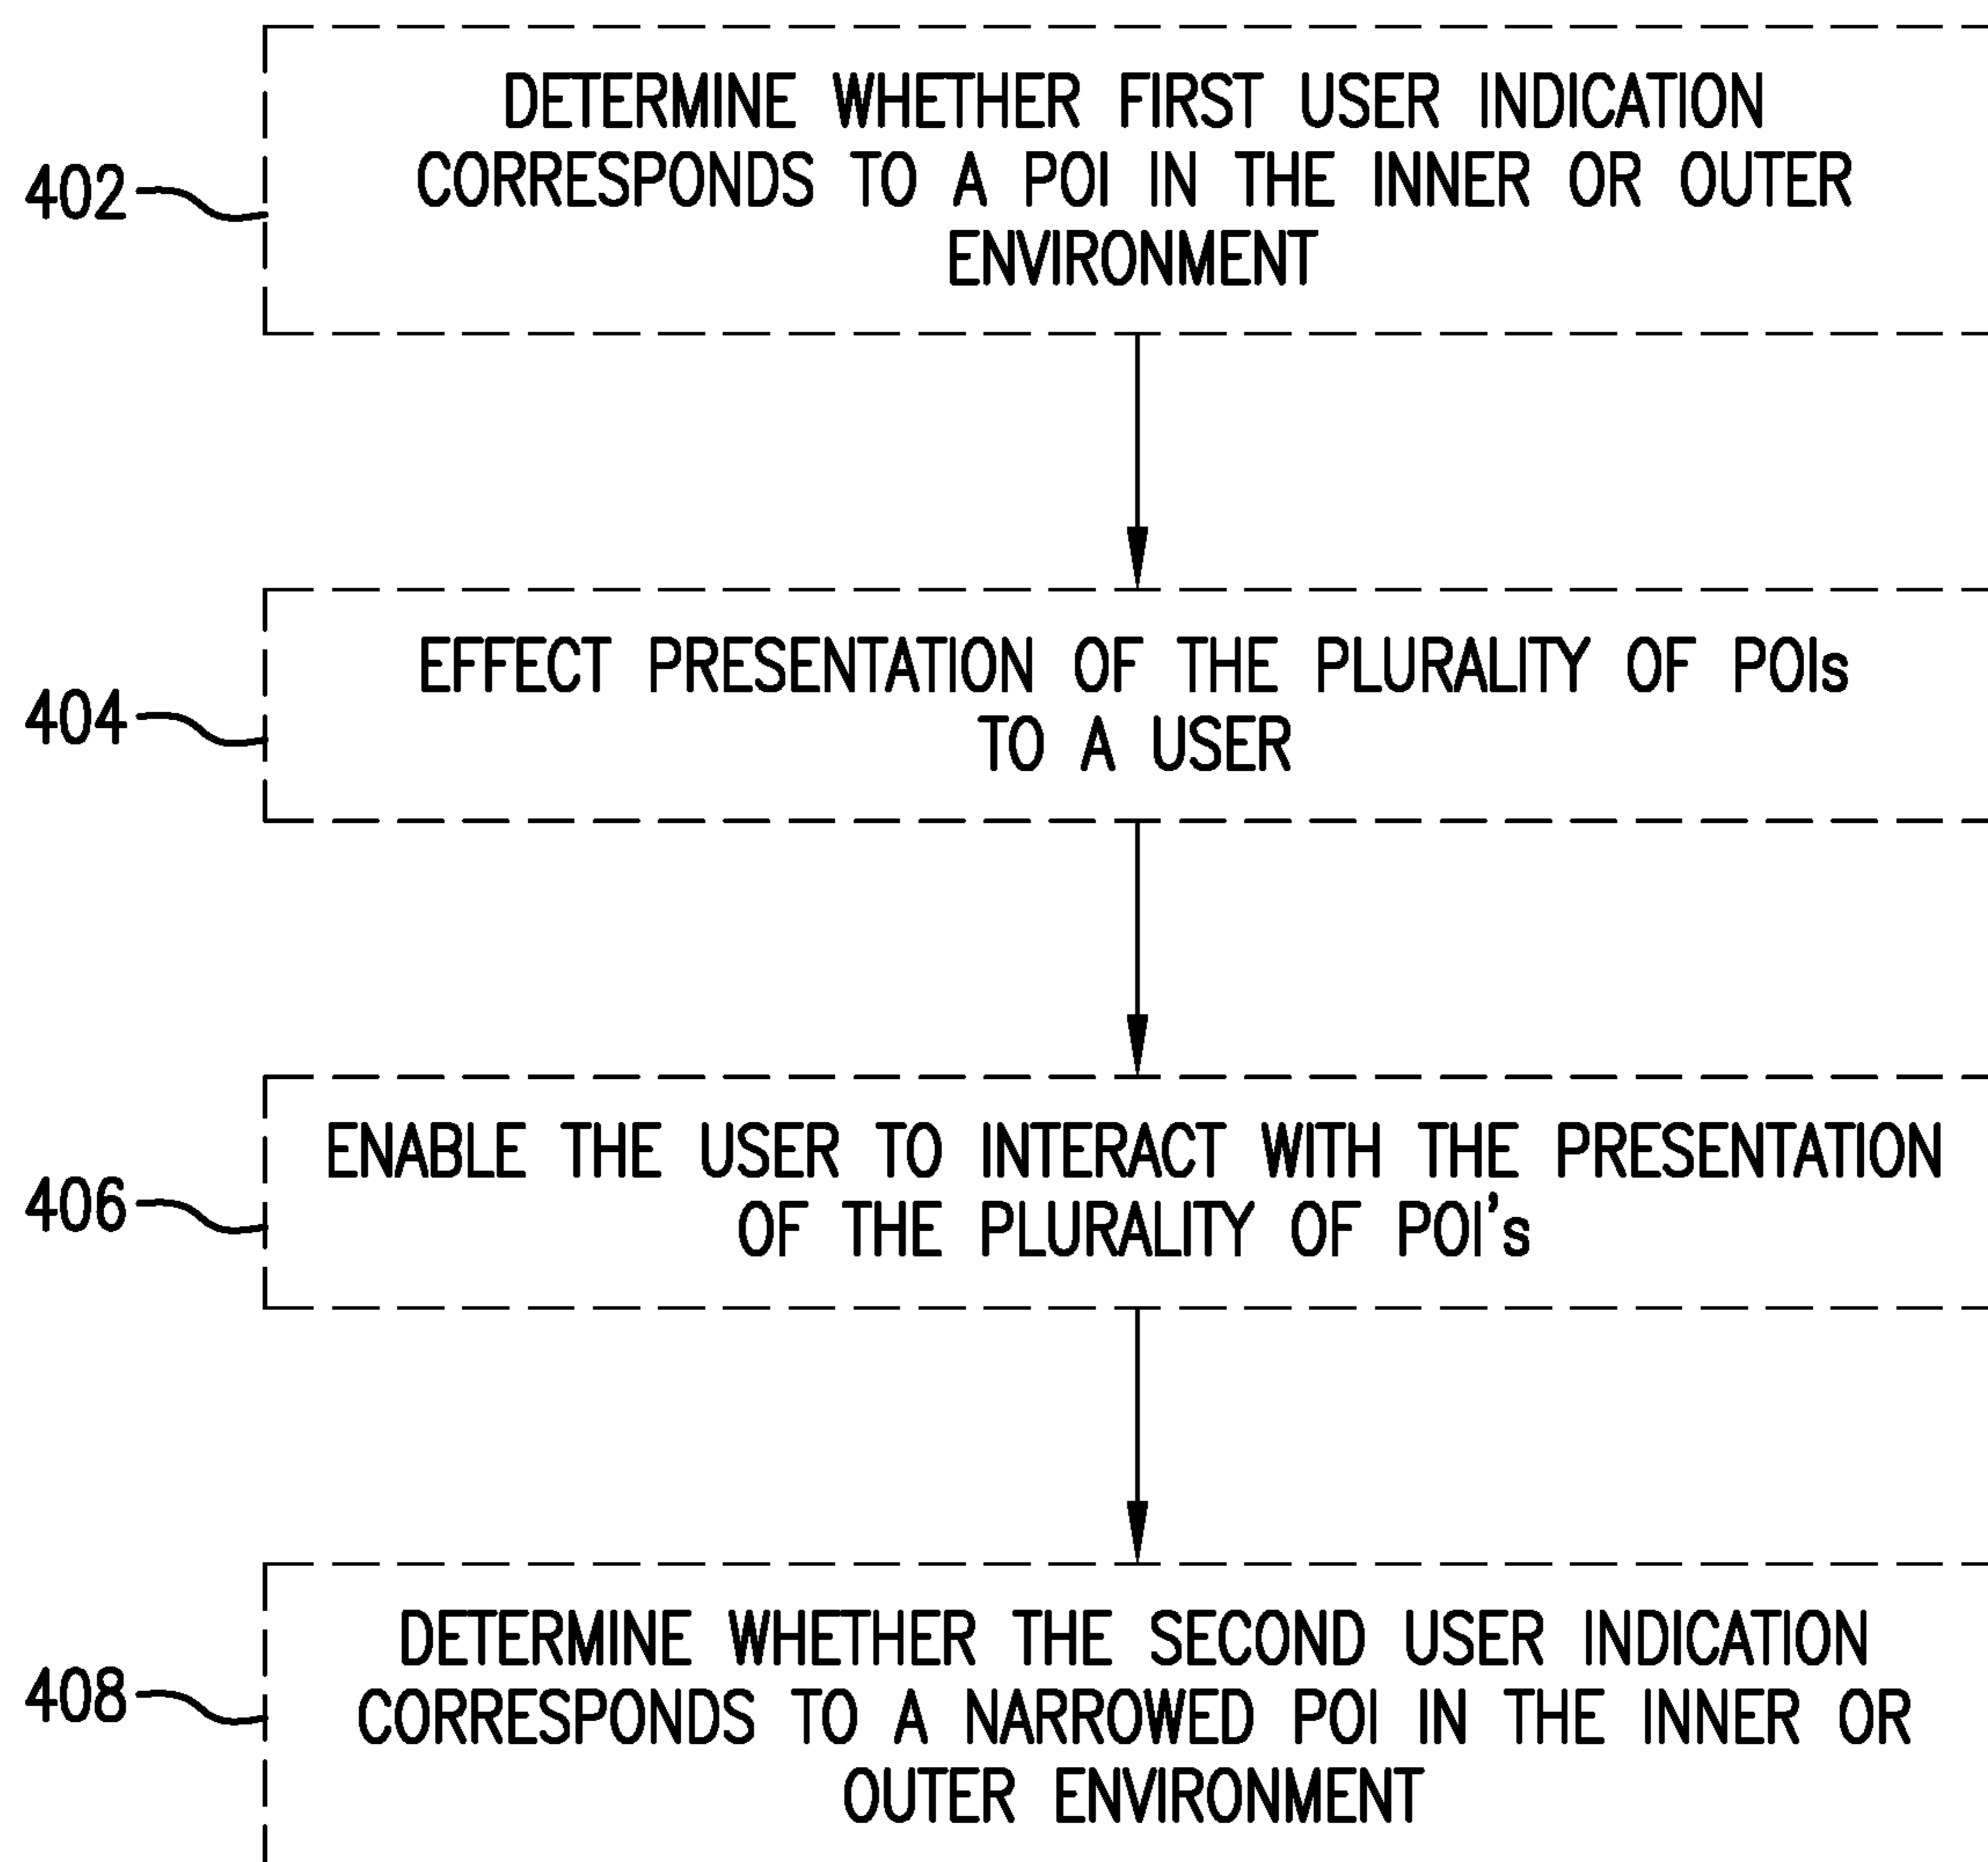 DETERMINE WHETHER FIRST USER INDICATION
CORRESPONDS TO A POI IN THE INNER OR OUTER
ENVIRONMENT
402
EFFECT PRESENTATION OF THE PLURALITY OF POIs
TO A USER
404
ENABLE THE USER TO INTERACT WITH THE PRESENTATION
OF THE PLURALITY OF POI's
406
DETERMINE WHETHER THE SECOND USER INDICATION
CORRESPONDS TO A NARROWED POI IN THE INNER OR
OUTER ENVIRONMENT
408